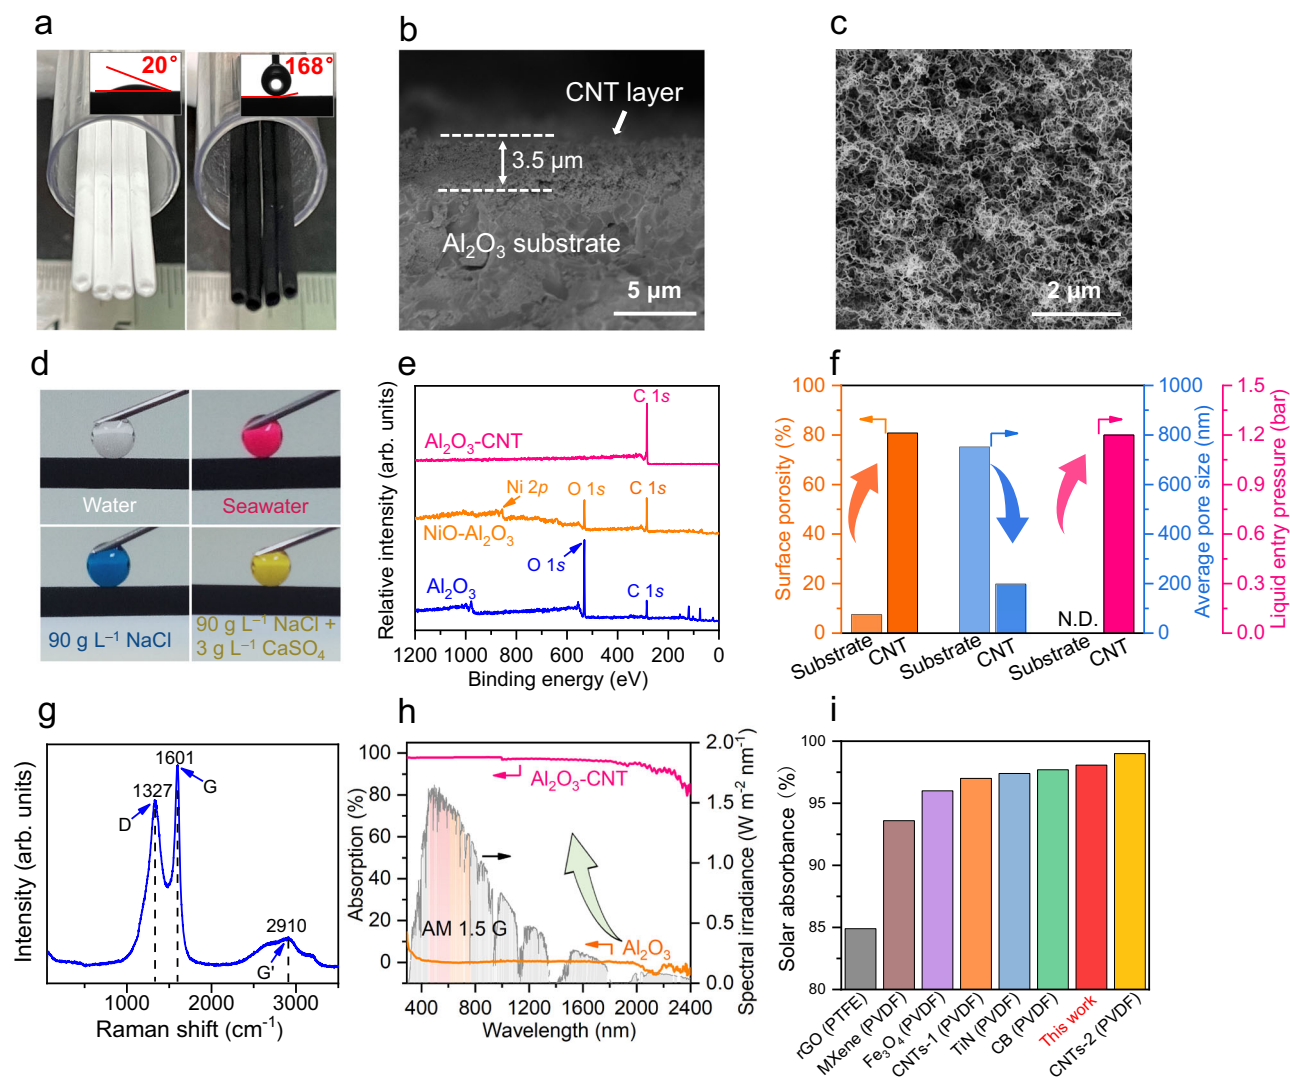 a
20°
168°
b
CNT layer
3.5 μm
Al₂O₃ substrate
5 μm
c
2 μm
d
Water
Seawater
90 g L⁻¹ NaCl
90 g L⁻¹ NaCl +
3 g L⁻¹ CaSO₄
e
Relative intensity (arb. units)
C 1s
Al₂O₃-CNT
Ni 2p
O 1s
C 1s
NiO-Al₂O₃
O 1s
C 1s
Al₂O₃
1200 1000 800 600 400 200 0
Binding energy (eV)
f
Surface porosity (%)
100
80
60
40
20
0
N.D.
Substrate CNT Substrate CNT Substrate CNT
1000
800
600
400
200
0
Average pore size (nm)
1.5
1.2
0.9
0.6
0.3
0.0
Liquid entry pressure (bar)
g
Intensity (arb. units)
1601
1327
G
D
2910
G'
1000 2000 3000
Raman shift (cm⁻¹)
h
Absorption (%)
100
80
60
40
20
0
Al₂O₃-CNT
AM 1.5 G
Al₂O₃
2.0
1.5
1.0
0.5
0.0
Spectral irradiance (W m⁻² nm⁻¹)
400 800 1200 1600 2000 2400
Wavelength (nm)
i
Solar absorbance (%)
100
95
90
85
80
rGO (PTFE)
MXene (PVDF)
Fe₃O₄ (PVDF)
CNTs-1 (PVDF)
TiN (PVDF)
CB (PVDF)
This work
CNTs-2 (PVDF)